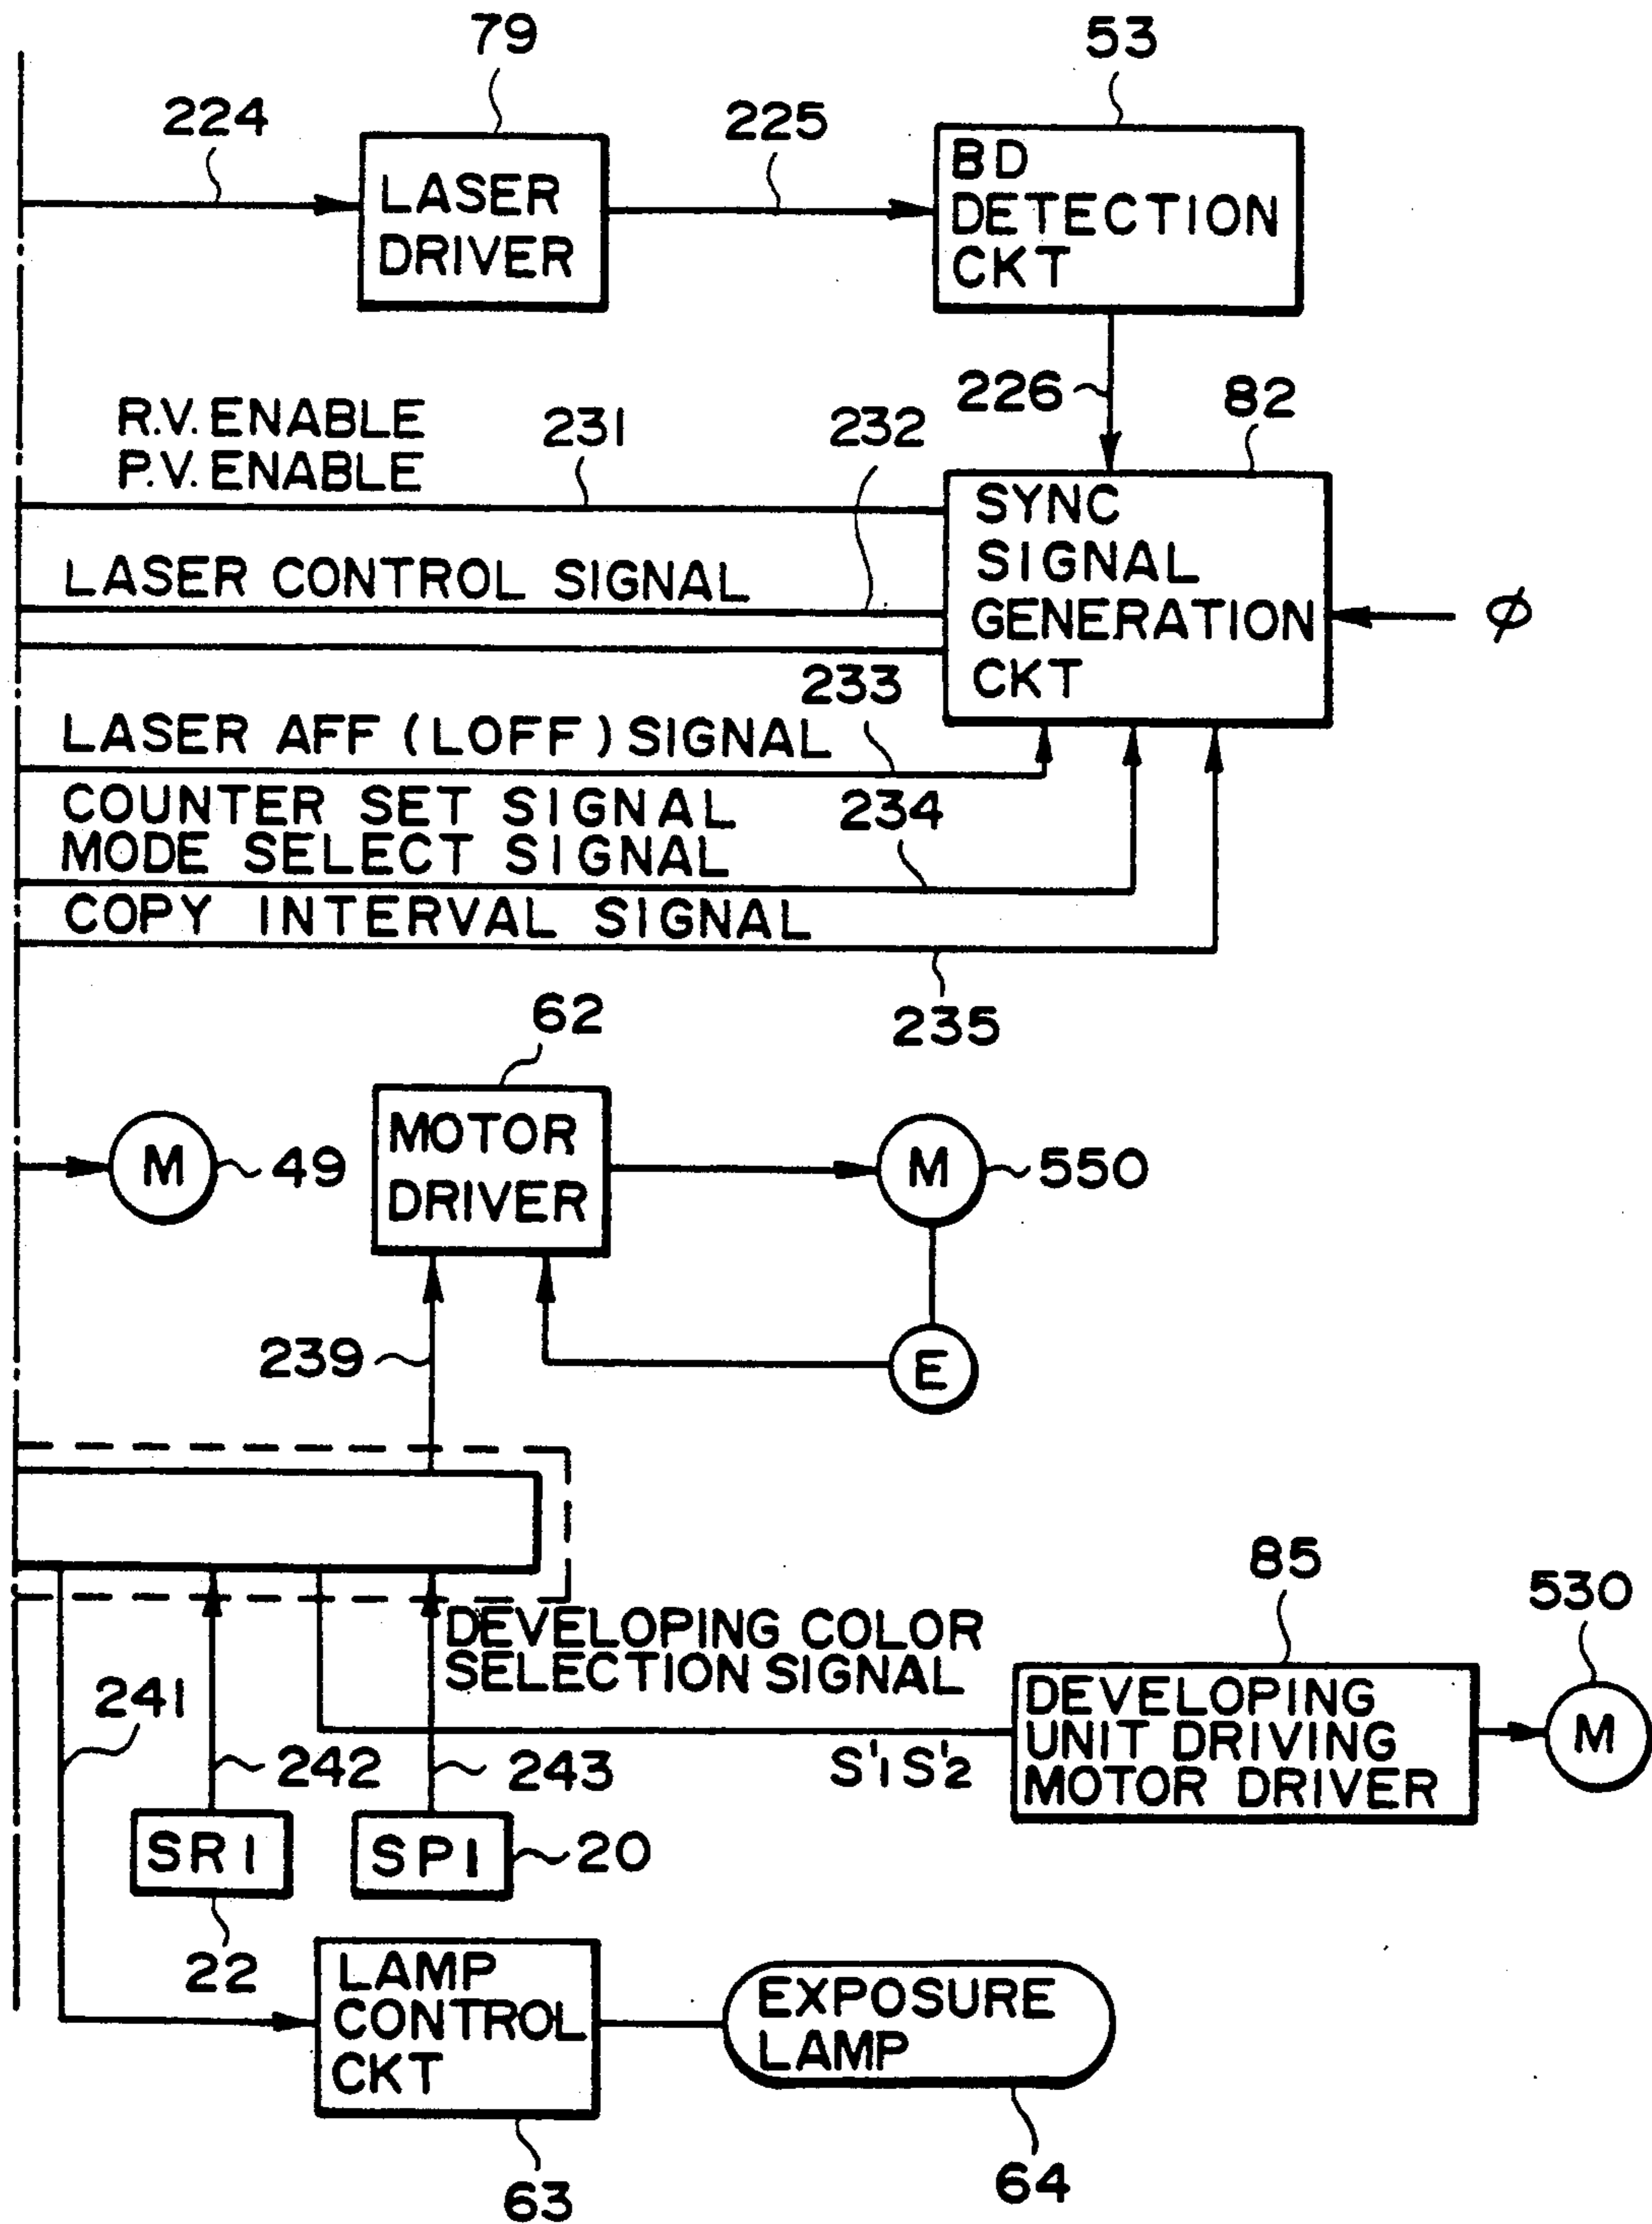 79
53
224
225
LASER
DRIVER
BD
DETECTION
CKT
226
82
R.V. ENABLE
P.V. ENABLE
231
232
SYNC
SIGNAL
GENERATION
CKT
LASER CONTROL SIGNAL
φ
233
LASER AFF (LOFF) SIGNAL
COUNTER SET SIGNAL
234
MODE SELECT SIGNAL
COPY INTERVAL SIGNAL
235
62
MOTOR
DRIVER
M
49
M
550
239
E
85
530
DEVELOPING COLOR
SELECTION SIGNAL
241
DEVELOPING
UNIT DRIVING
MOTOR DRIVER
M
242
243
S'1 S'2
SR1
SP1
20
22
LAMP
CONTROL
CKT
EXPOSURE
LAMP
63
64